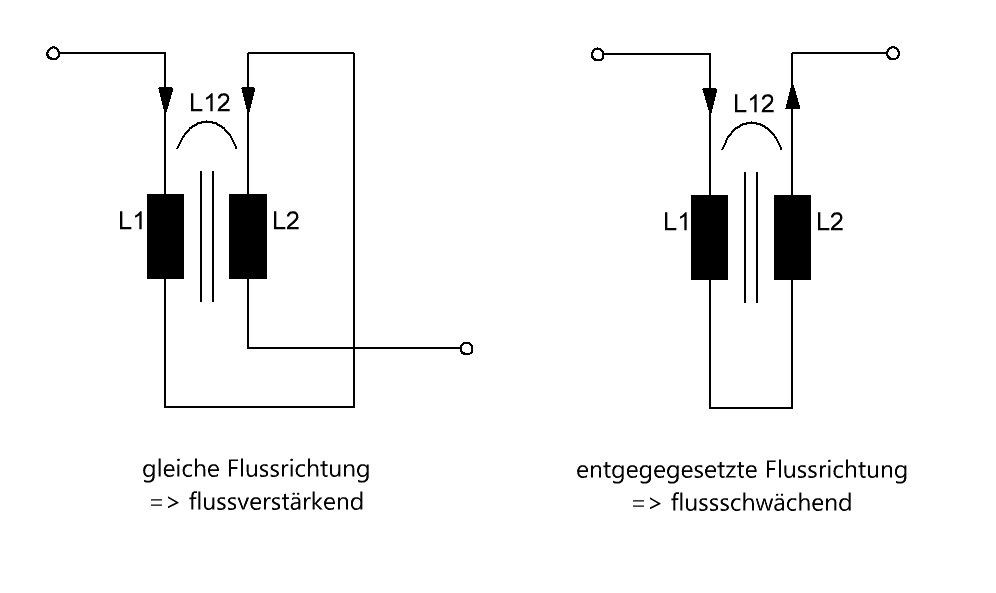 L12
L1
L2
gleiche Flussrichtung
=> flussverstärkend
L12
L1
L2
entgegegesetzte Flussrichtung
=> flussschwächend